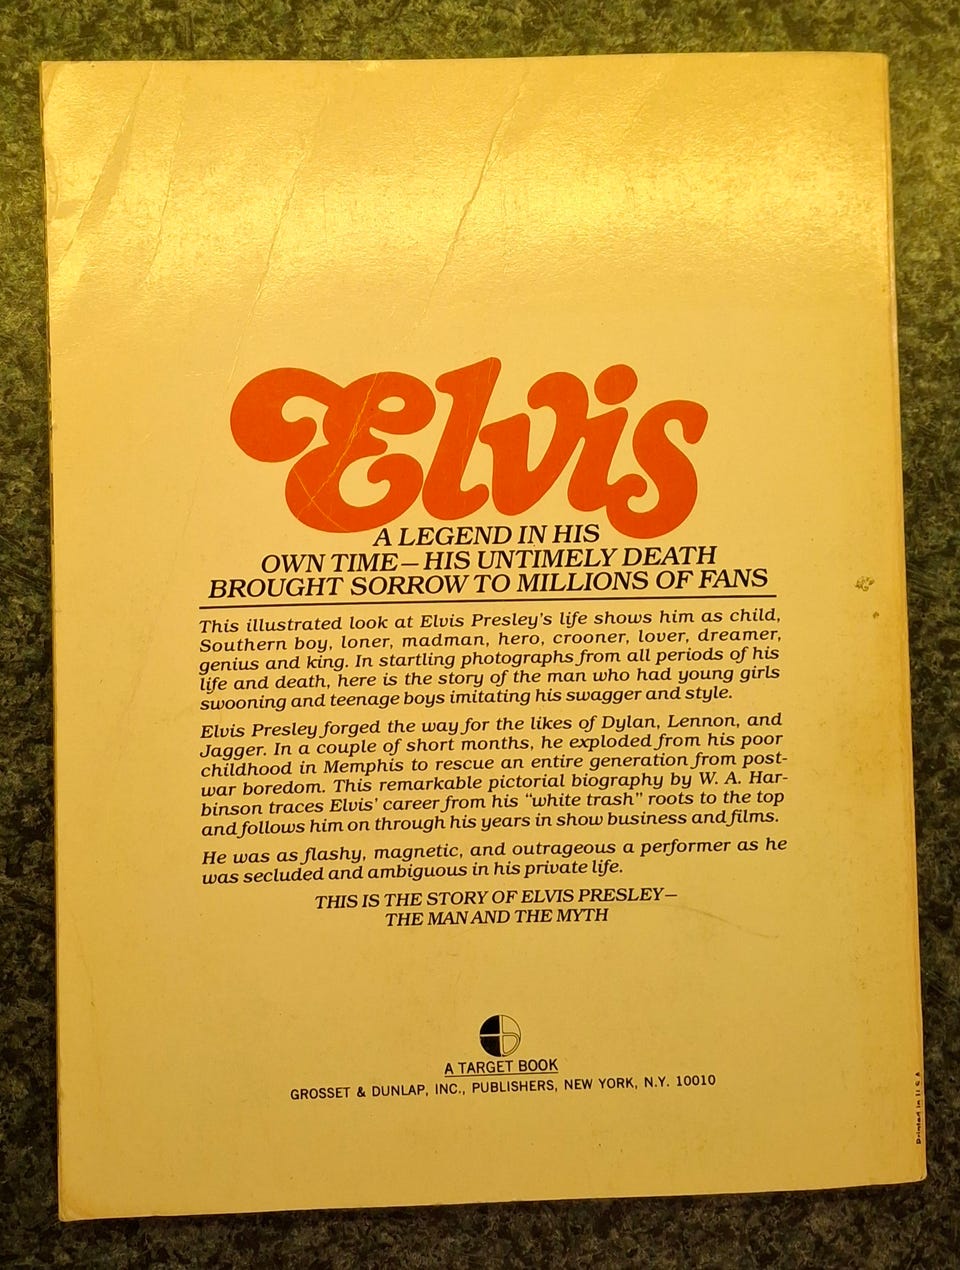 Elvis
A LEGEND IN HIS
OWN TIME—HIS UNTIMELY DEATH
BROUGHT SORROW TO MILLIONS OF FANS
This illustrated look at Elvis Presley's life shows him as child,
Southern boy, loner, madman, hero, crooner, lover, dreamer,
genius and king. In startling photographs from all periods of his
life and death, here is the story of the man who had young girls
swooning and teenage boys imitating his swagger and style.
Elvis Presley forged the way for the likes of Dylan, Lennon, and
Jagger. In a couple of short months, he exploded from his poor
childhood in Memphis to rescue an entire generation from post-
war boredom. This remarkable pictorial biography by W. A. Har-
binson traces Elvis' career from his "white trash" roots to the top
and follows him on through his years in show business and films.
He was as flashy, magnetic, and outrageous a performer as he
was secluded and ambiguous in his private life.
THIS IS THE STORY OF ELVIS PRESLEY—
THE MAN AND THE MYTH
A TARGET BOOK
GROSSET & DUNLAP, INC., PUBLISHERS, NEW YORK, N.Y. 10010
Printed in U.S.A.